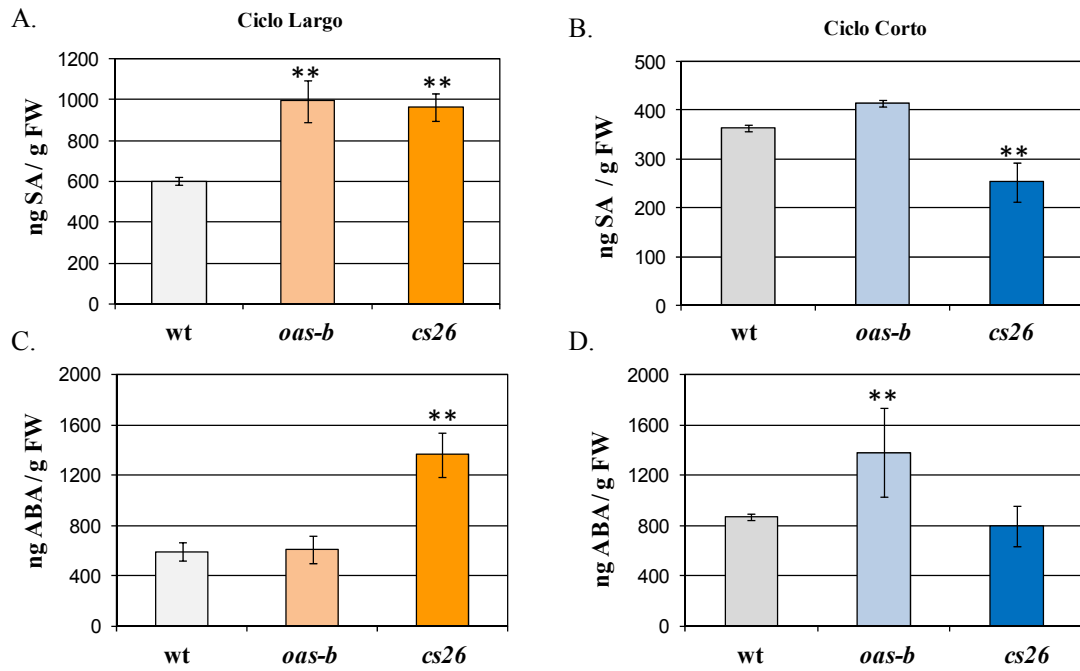 A.
Ciclo Largo
ng SA / g FW
1200
1000
800
600
400
200
0
**
**
wt
oas-b
cs26
B.
Ciclo Corto
ng SA / g FW
500
400
300
200
100
0
**
wt
oas-b
cs26
C.
ng ABA/ g FW
2000
1600
1200
800
400
0
**
wt
oas-b
cs26
D.
ng ABA/ g FW
2000
1600
1200
800
400
0
**
wt
oas-b
cs26